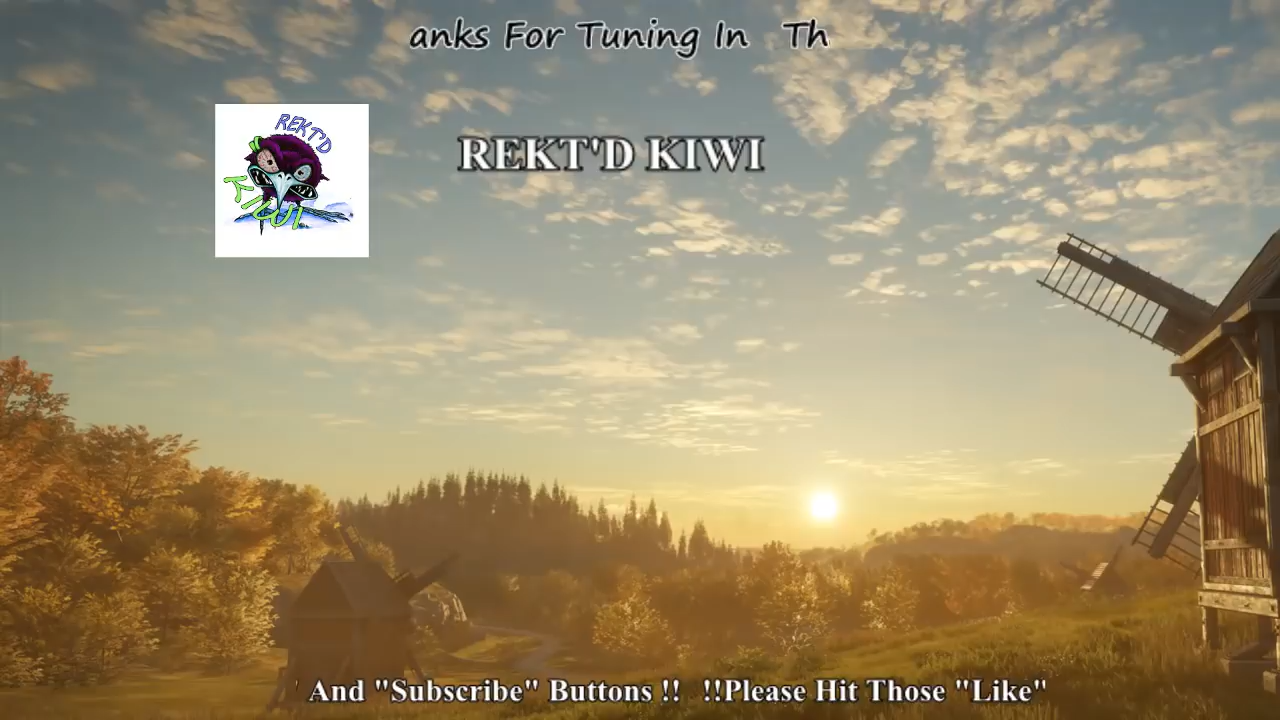 anks For Tuning In Th
REKT'D
KIWI
REKT'D KIWI
And "Subscribe" Buttons !! !!Please Hit Those "Like"